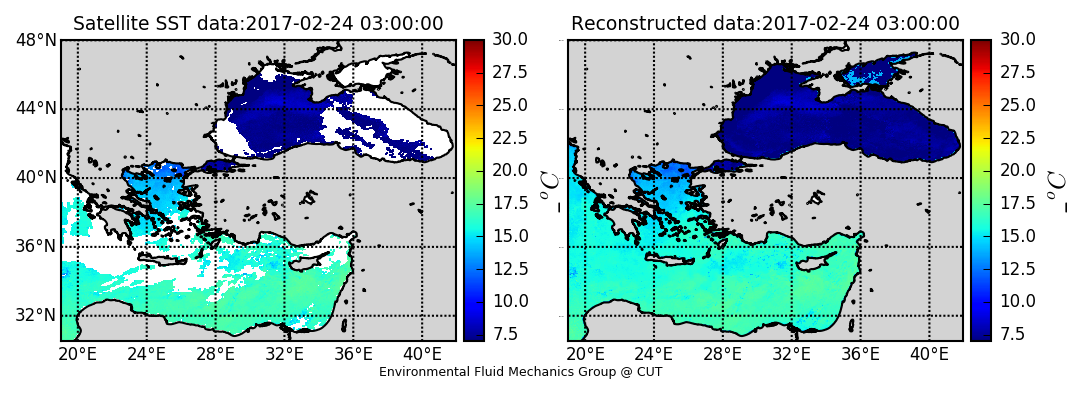 Satellite SST data:2017-02-24 03:00:00
48°N
44°N
40°N
36°N
32°N
20°E 24°E 28°E 32°E 36°E 40°E
30.0
27.5
25.0
22.5
20.0
17.5
15.0
12.5
10.0
7.5
_ °C
Reconstructed data:2017-02-24 03:00:00
20°E 24°E 28°E 32°E 36°E 40°E
30.0
27.5
25.0
22.5
20.0
17.5
15.0
12.5
10.0
7.5
_ °C
Environmental Fluid Mechanics Group @ CUT